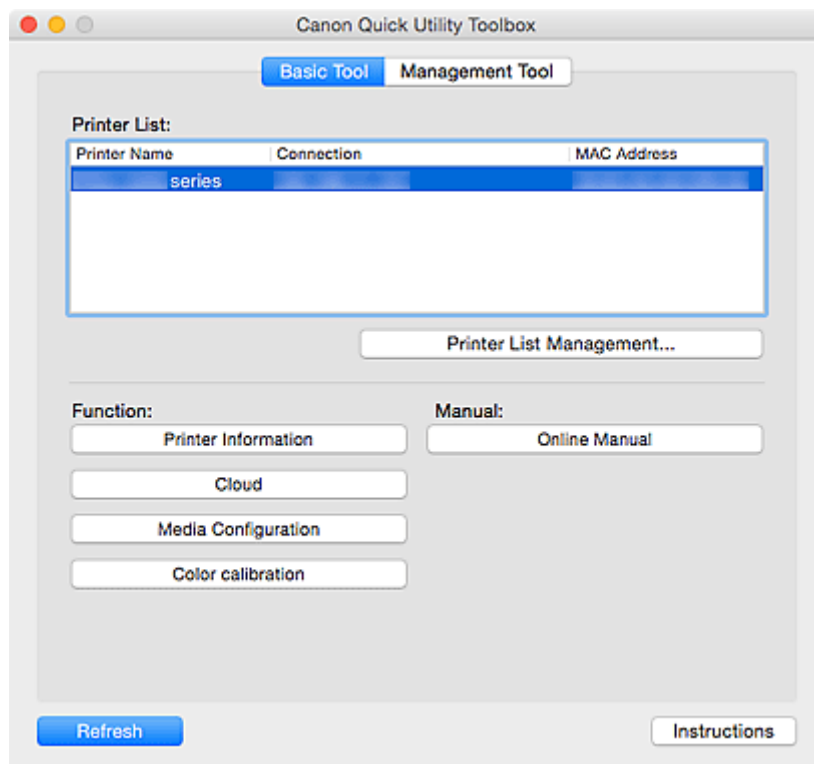 Canon Quick Utility Toolbox
Basic Tool Management Tool
Printer List:
Printer Name Connection MAC Address
series
Printer List Management...
Function: Manual:
Printer Information Online Manual
Cloud
Media Configuration
Color calibration
Refresh Instructions